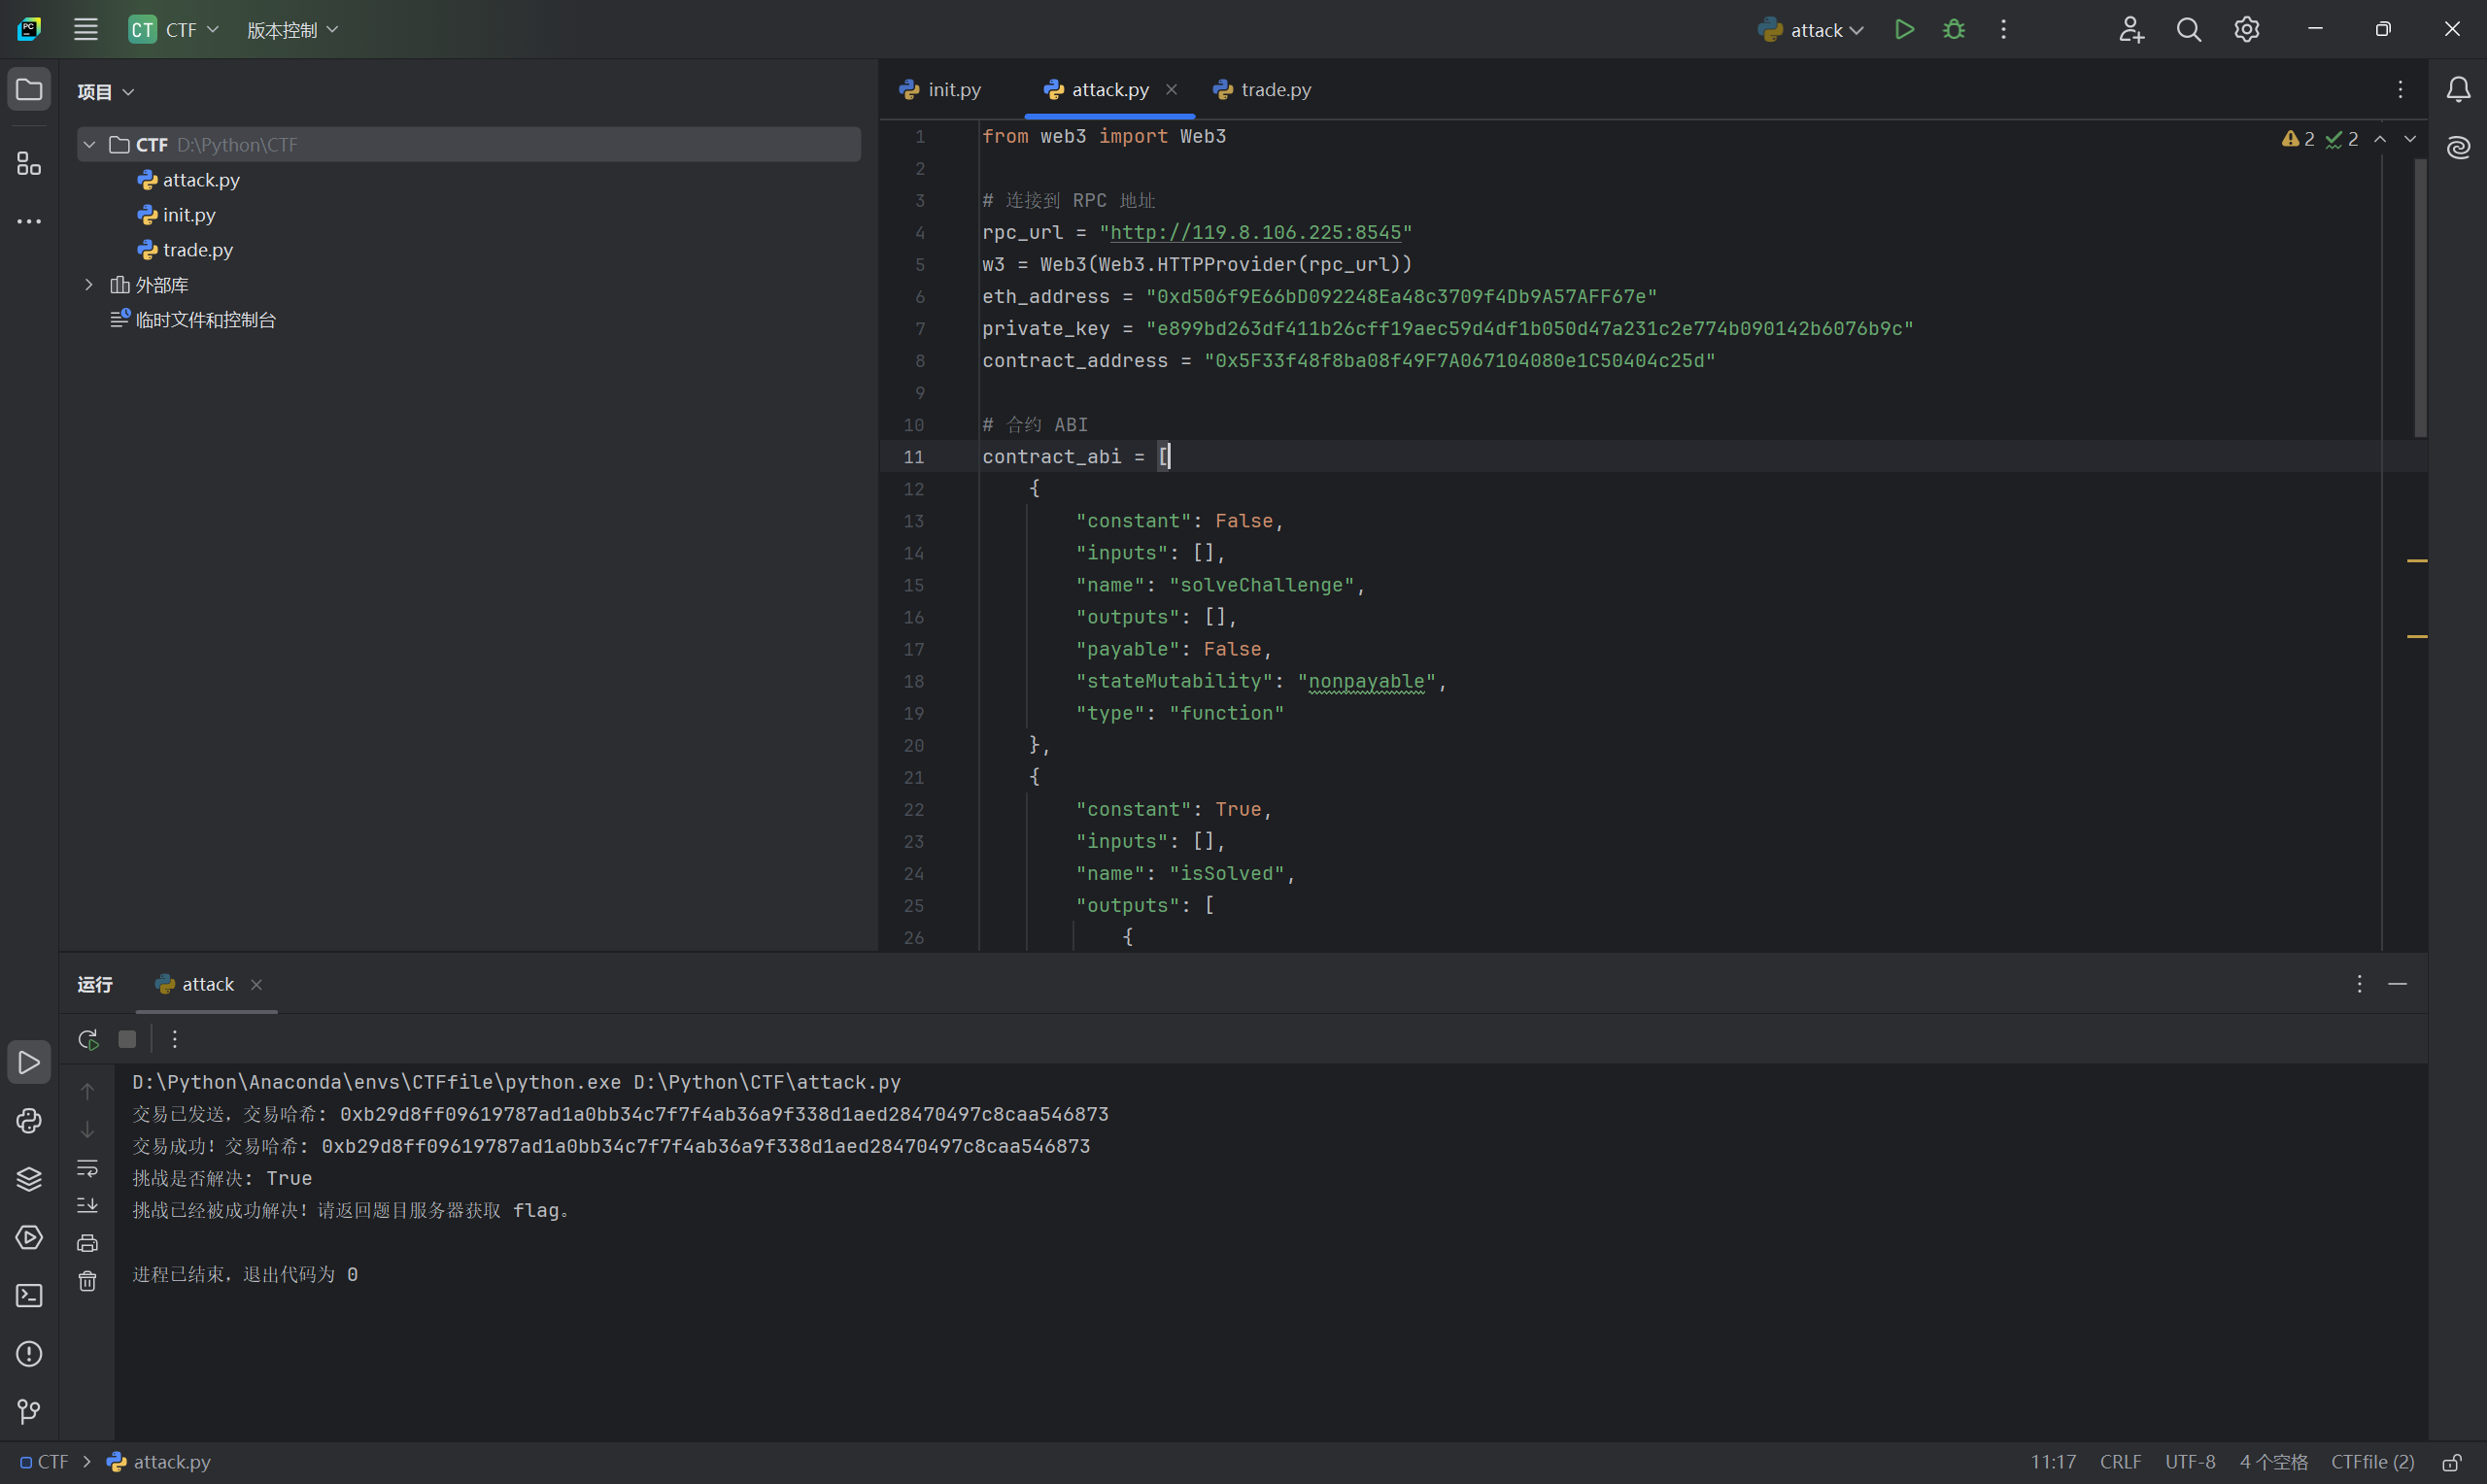 PC
CT CTF 版本控制 attack
项目
CTF D:\Python\CTF
attack.py
init.py
trade.py
外部库
临时文件和控制台
init.py attack.py trade.py
2 2
1 from web3 import Web3
2
3 # 连接到 RPC 地址
4 rpc_url = "http://119.8.106.225:8545"
5 w3 = Web3(Web3.HTTPProvider(rpc_url))
6 eth_address = "0xd506f9E66bD092248Ea48c3709f4Db9A57AFF67e"
7 private_key = "e899bd263df411b26cff19aec59d4df1b050d47a231c2e774b090142b6076b9c"
8 contract_address = "0x5F33f48f8ba08f49F7A067104080e1C50404c25d"
9
10 # 合约 ABI
11 contract_abi = [
12 {
13 "constant": False,
14 "inputs": [],
15 "name": "solveChallenge",
16 "outputs": [],
17 "payable": False,
18 "stateMutability": "nonpayable",
19 "type": "function"
20 },
21 {
22 "constant": True,
23 "inputs": [],
24 "name": "isSolved",
25 "outputs": [
26 {
运行 attack
D:\Python\Anaconda\envs\CTFfile\python.exe D:\Python\CTF\attack.py
交易已发送，交易哈希: 0xb29d8ff09619787ad1a0bb34c7f7f4ab36a9f338d1aed28470497c8caa546873
交易成功！交易哈希: 0xb29d8ff09619787ad1a0bb34c7f7f4ab36a9f338d1aed28470497c8caa546873
挑战是否解决: True
挑战已经被成功解决！请返回题目服务器获取 flag。
进程已结束，退出代码为 0
CTF > attack.py
11:17 CRLF UTF-8 4 个空格 CTFfile (2)